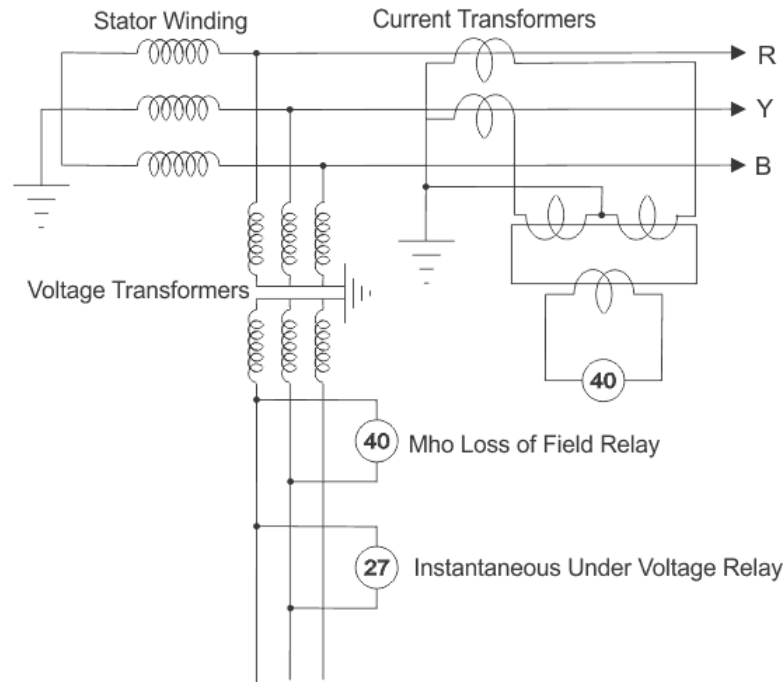 Stator Winding
Current Transformers
R
Y
B
Voltage Transformers
40
40
Mho Loss of Field Relay
27
Instantaneous Under Voltage Relay